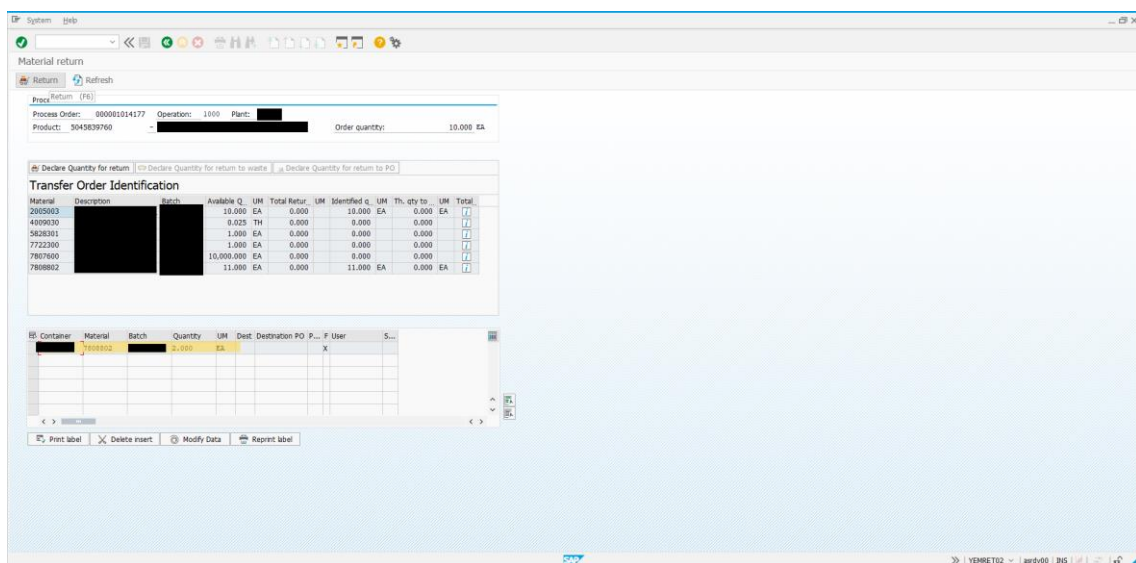 System Help
Material return
Return Refresh
Return (F6)
Process Order: 000001014177 Operation: 1000 Plant:
Product: 5045839760 - Order quantity: 10.000 EA
Declare Quantity for return Declare Quantity for return to waste Declare Quantity for return to PO
Transfer Order Identification
Material Description Batch Available Q_ UM Total Retur_ UM Identified q_ UM Th. qty to _ UM Total_
2005003 10.000 EA 0.000 10.000 EA 0.000 EA
4009030 0.025 TH 0.000 0.000 0.000
5828301 1.000 EA 0.000 0.000 0.000
7722300 1.000 EA 0.000 0.000 0.000
7807600 10,000.000 EA 0.000 0.000 0.000
7808802 11.000 EA 0.000 11.000 EA 0.000 EA
Container Material Batch Quantity UM Dest Destination PO P... F User S...
7808802 2.000 EA X
Print label Delete insert Modify Data Reprint label
SAP YEMRET02 INS